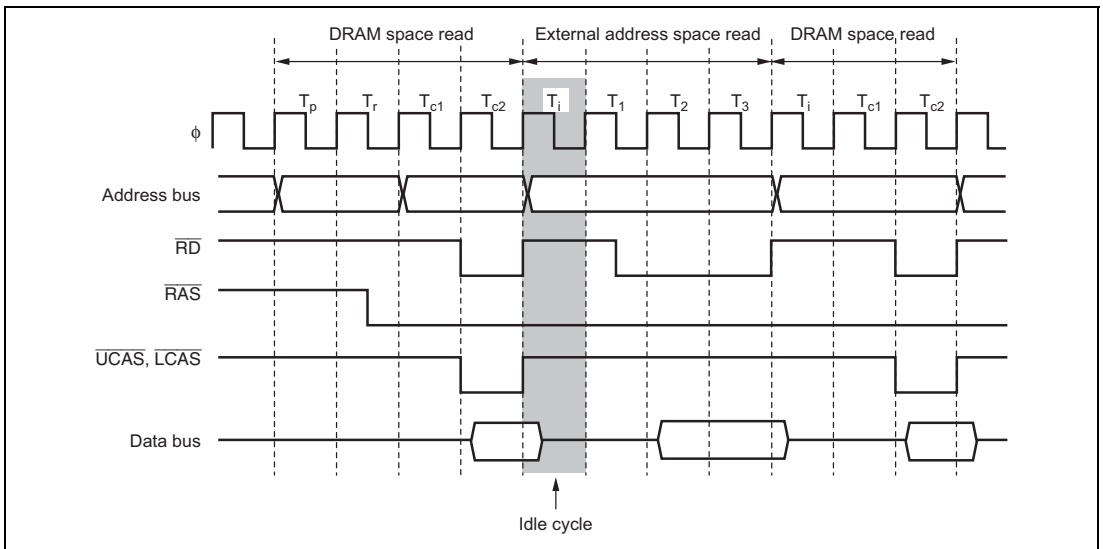 DRAM space read External address space read DRAM space read
Tp Tr Tc1 Tc2 Ti T1 T2 T3 Ti Tc1 Tc2
ϕ
Address bus
RD
RAS
UCAS, LCAS
Data bus
Idle cycle